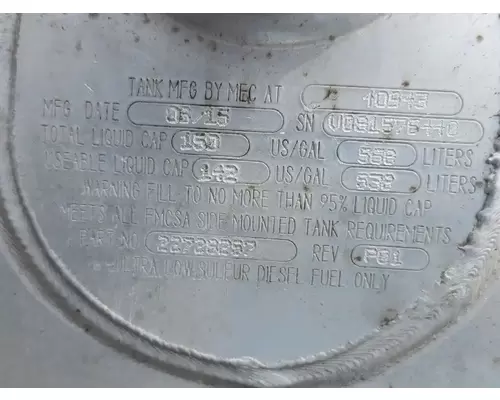 TANK MFG BY MEC AT 40943
MFG DATE 06/15 SN V081576440
TOTAL LIQUID CAP 150 US/GAL 568 LITERS
USEABLE LIQUID CAP 142 US/GAL 538 LITERS
WARNING FILL TO NO MORE THAN 95% LIQUID CAP
MEETS ALL FMCSA SIDE MOUNTED TANK REQUIREMENTS
PART NO 22728287 REV P01
ULTRA LOW SULFUR DIESEL FUEL ONLY